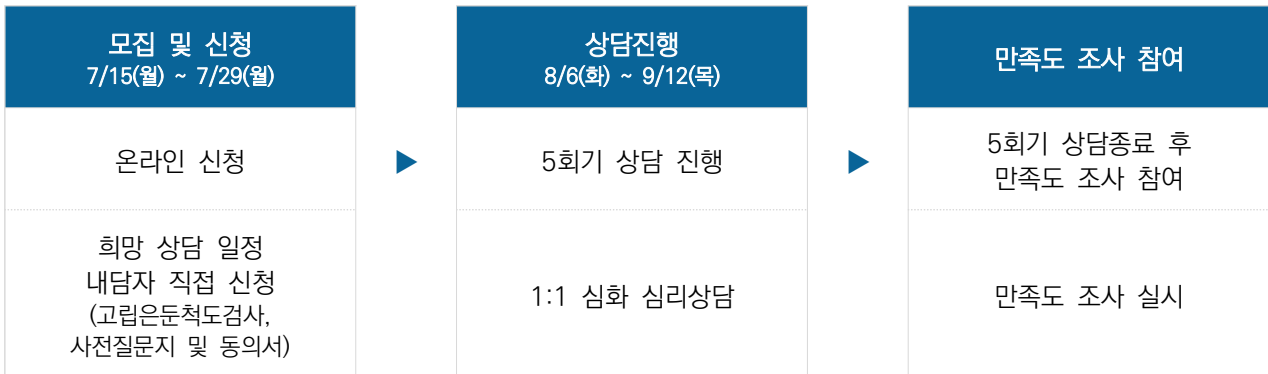 모집 및 신청
7/15(월) ~ 7/29(월)
온라인 신청
희망 상담 일정
내담자 직접 신청
(고립은둔척도검사,
사전질문지 및 동의서)
상담진행
8/6(화) ~ 9/12(목)
5회기 상담 진행
1:1 심화 심리상담
만족도 조사 참여
5회기 상담종료 후
만족도 조사 참여
만족도 조사 실시